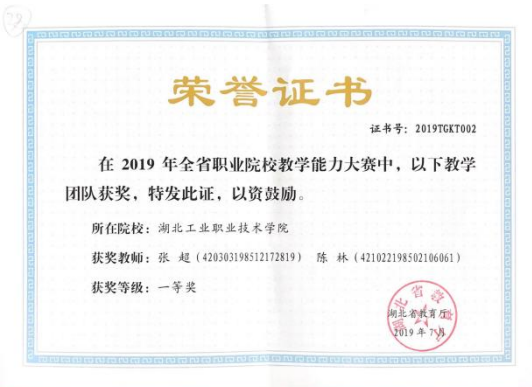 荣誉证书
证书号：2019TGKT002
在 2019 年全省职业院校教学能力大赛中，以下教学
团队获奖，特发此证，以资鼓励。
所在院校：湖北工业职业技术学院
获奖教师：张 超（420303198512172819） 陈 林（421022198502106061）
获奖等级：一等奖
湖北省教育厅
2019 年 7月